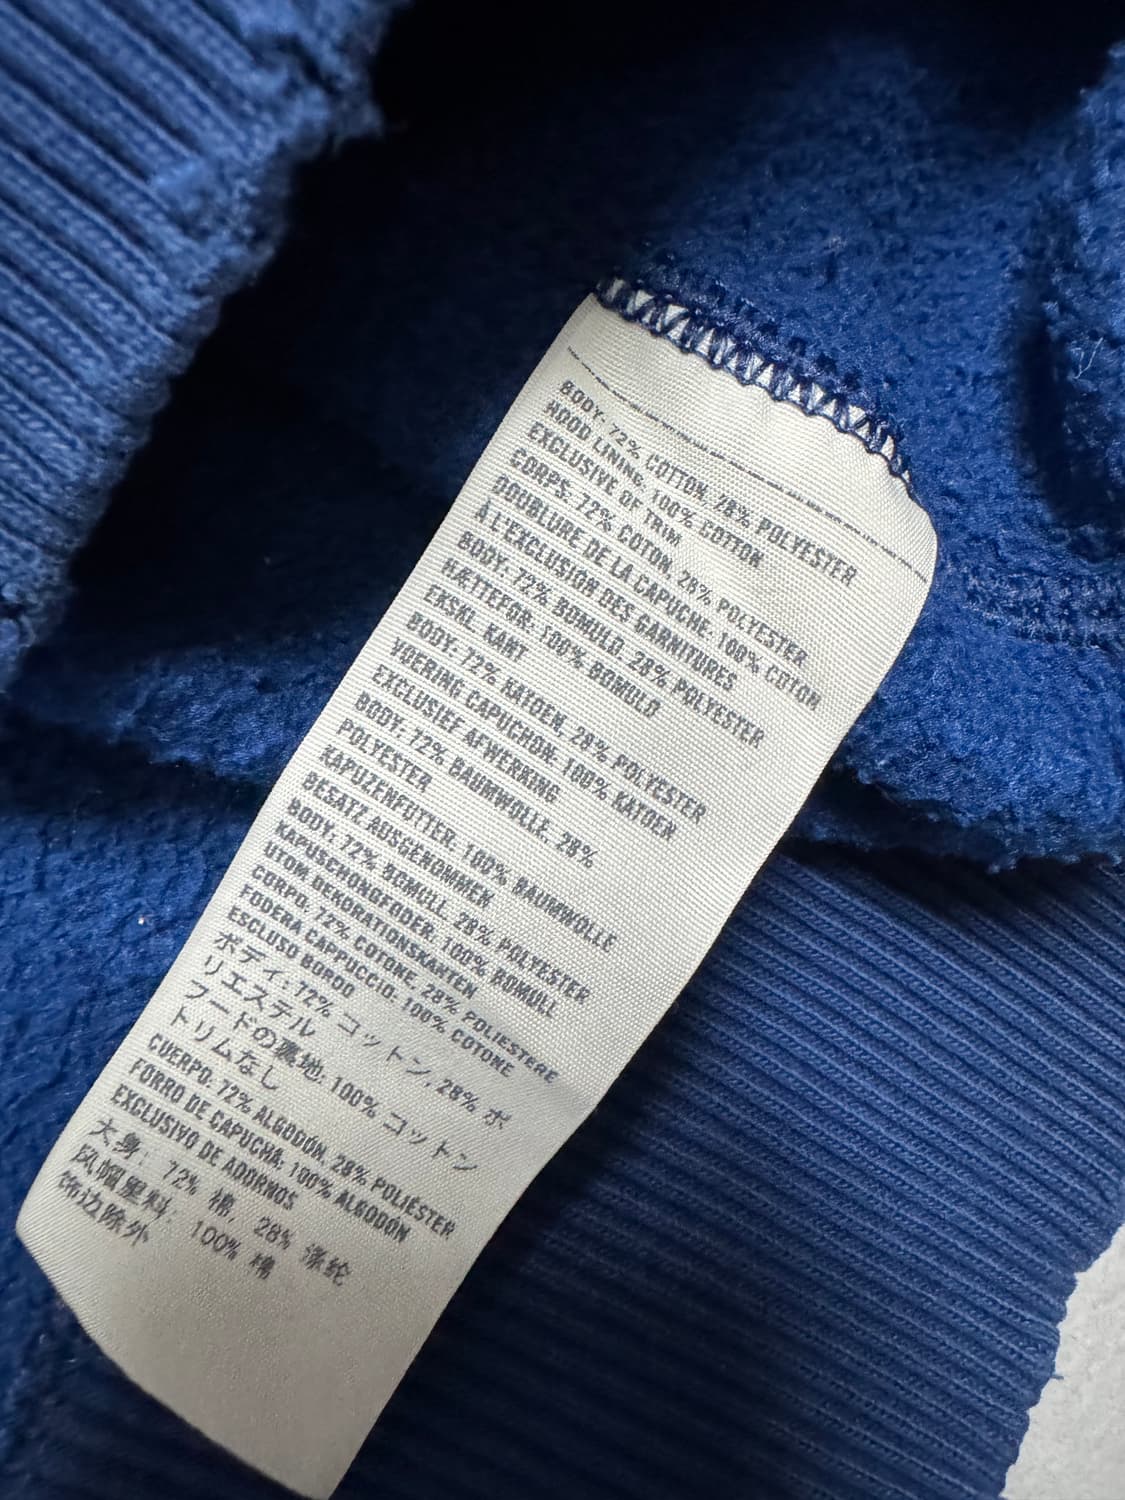 BODY: 72% COTTON, 28% POLYESTER
HOOD LINING: 100% COTTON
EXCLUSIVE OF TRIM
CORPS: 72% COTON, 28% POLYESTER
DOUBLURE DE LA CAPUCHE: 100% COTON
À L'EXCLUSION DES GARNITURES
BODY: 72% BOMULD, 28% POLYESTER
HÆTTEFOR: 100% BOMULD
EKSKL. KANT
BODY: 72% KATOEN, 28% POLYESTER
VOERING CAPUCHON: 100% KATOEN
EXCLUSIEF AFWERKING
BODY: 72% BAUMWOLLE, 28%
POLYESTER
KAPUZENFUTTER: 100% BAUMWOLLE
BESATZ AUSGENOMMEN
BODY: 72% BOMULL, 28% POLYESTER
KAPUSCHONGFODER: 100% BOMULL
UTOM DEKORATIONSKANTEN
CORPO: 72% COTONE, 28% POLIESTERE
FODERA CAPPUCCIO: 100% COTONE
ESCLUSO BORDO
ボディ: 72% コットン, 28% ポ
リエステル
フードの裏地: 100% コットン
トリムなし
CUERPO: 72% ALGODÓN, 28% POLIÉSTER
FORRO DE CAPUCHA: 100% ALGODÓN
EXCLUSIVO DE ADORNOS
大身: 72% 棉, 28% 涤纶
风帽里料: 100% 棉
饰边除外